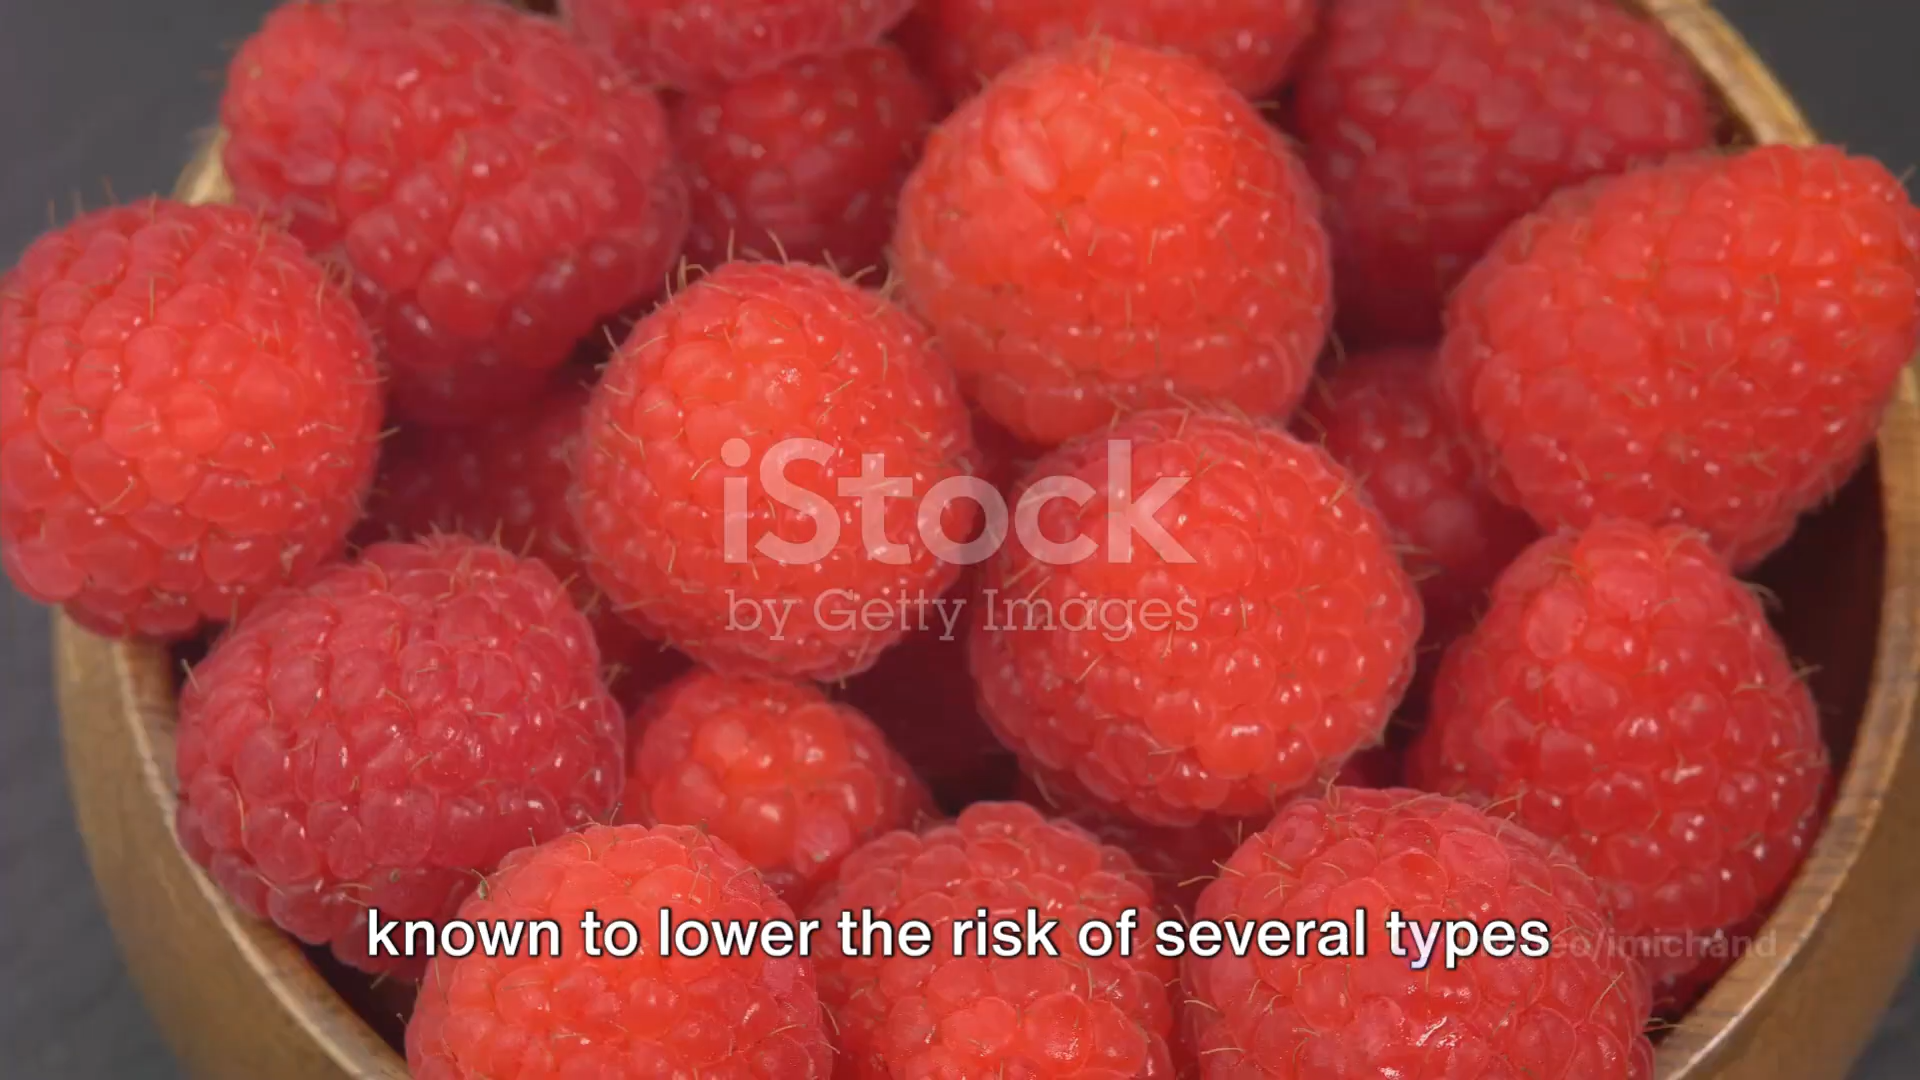 iStock
by Getty Images
known to lower the risk of several types